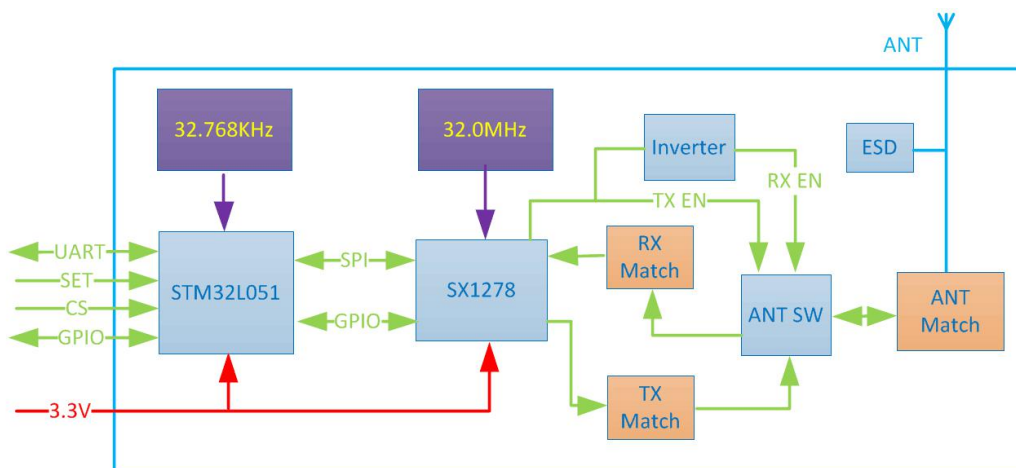 ANT
32.768KHz
32.0MHz
Inverter
ESD
RX EN
TX EN
UART
SET
CS
GPIO
STM32L051
SPI
GPIO
SX1278
RX
Match
ANT SW
ANT
Match
3.3V
TX
Match